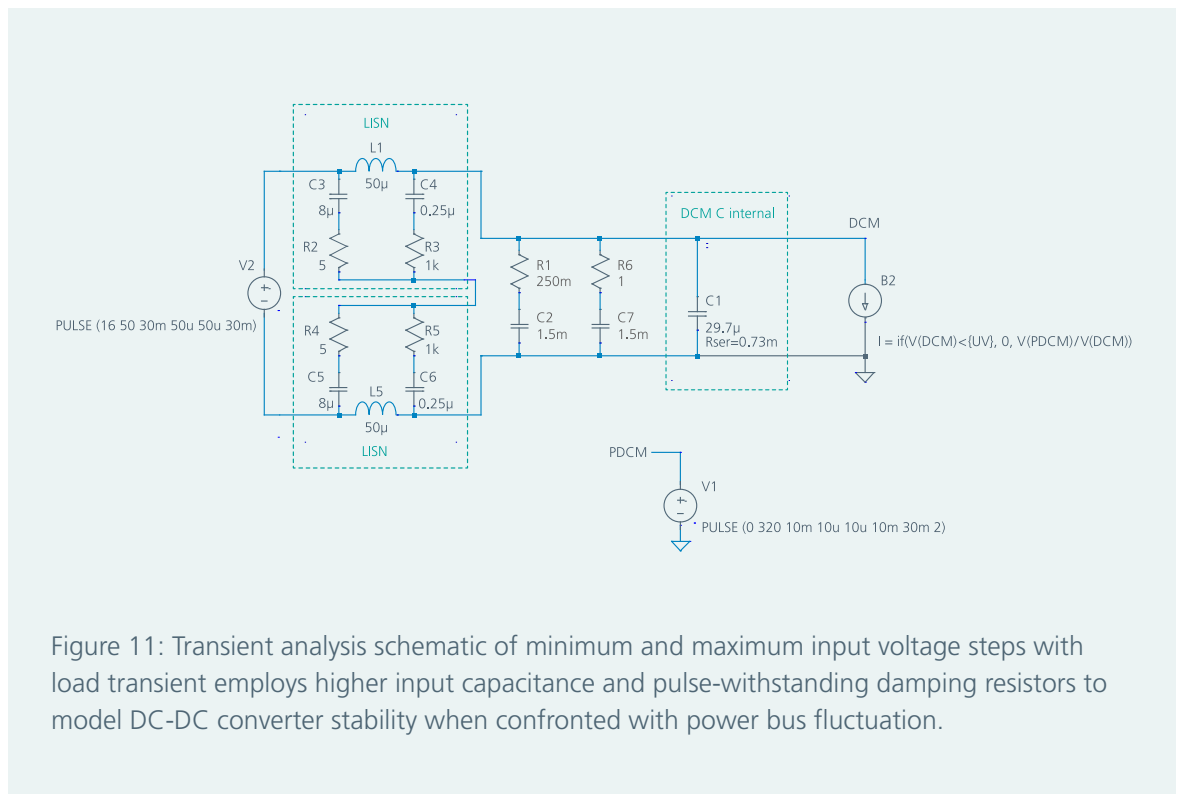 LISN
L1
50µ
C3
8µ
C4
0.25µ
R2
5
R3
1k
V2
PULSE (16 50 30m 50u 50u 30m)
R4
5
R5
1k
C5
8µ
C6
0.25µ
L5
50µ
LISN
R1
250m
R6
1
C2
1.5m
C7
1.5m
DCM C internal
C1
29.7µ
Rser=0.73m
DCM
B2
I = if(V(DCM)<{UV}, 0, V(PDCM)/V(DCM))
PDCM
V1
PULSE (0 320 10m 10u 10u 10m 30m 2)
Figure 11: Transient analysis schematic of minimum and maximum input voltage steps with
load transient employs higher input capacitance and pulse-withstanding damping resistors to
model DC-DC converter stability when confronted with power bus fluctuation.